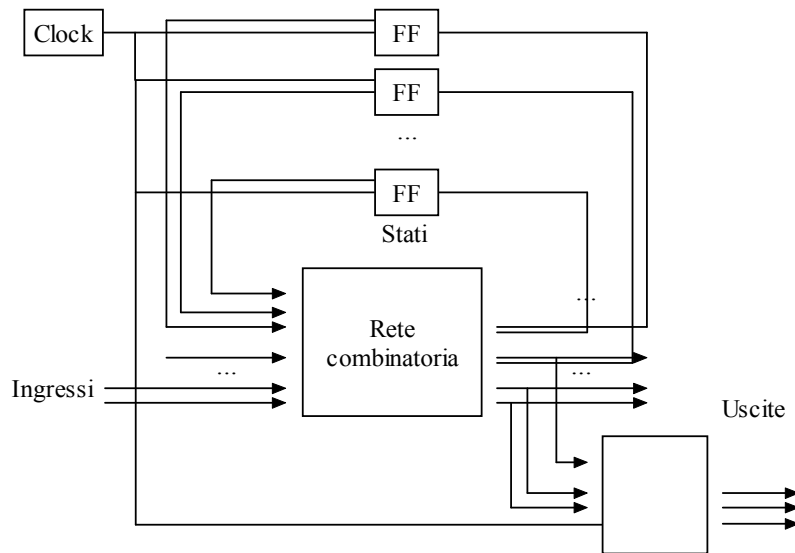 Clock
FF
FF
...
FF
Stati
...
Rete
combinatoria
...
...
Ingressi
Uscite